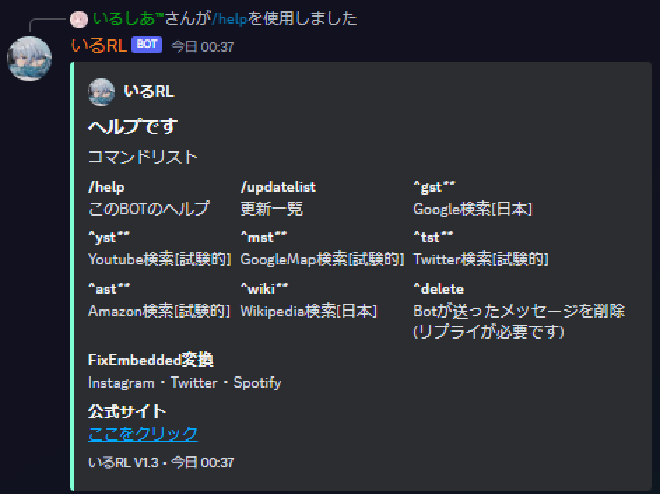 いるしあ™さんが/helpを使用しました
いるRL BOT 今日 00:37
いるRL
ヘルプです
コマンドリスト
/help /updatelist ^gst**
このBOTのヘルプ 更新一覧 Google検索[日本]
^yst** ^mst** ^tst**
Youtube検索[試験的] GoogleMap検索[試験的] Twitter検索[試験的]
^ast** ^wiki** ^delete
Amazon検索[試験的] Wikipedia検索[日本] Botが送ったメッセージを削除
(リプライが必要です)
FixEmbedded変換
Instagram・Twitter・Spotify
公式サイト
ここをクリック
いるRL V1.3・今日 00:37